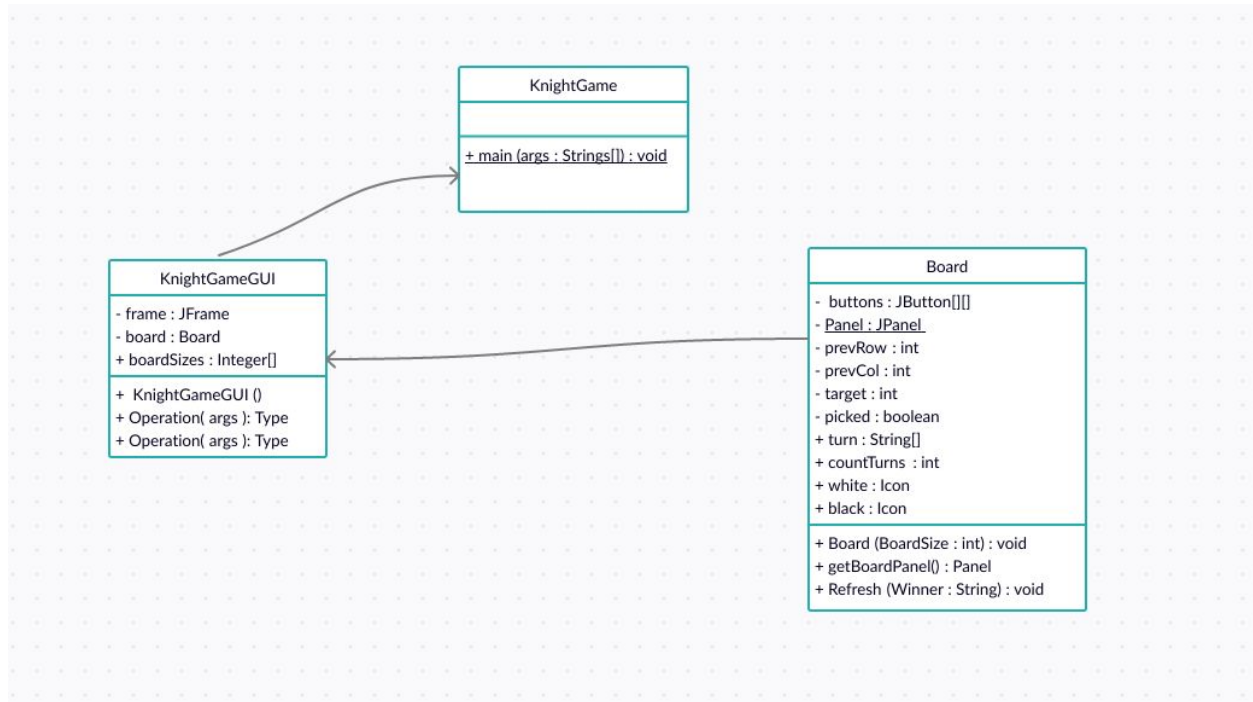 KnightGame
+ main (args : Strings[]) : void
KnightGameGUI
- frame : JFrame
- board : Board
+ boardSizes : Integer[]
+ KnightGameGUI ()
+ Operation( args ): Type
+ Operation( args ): Type
Board
- buttons : JButton[][]
- Panel : JPanel
- prevRow : int
- prevCol : int
- target : int
- picked : boolean
+ turn : String[]
+ countTurns : int
+ white : Icon
+ black : Icon
+ Board (BoardSize : int) : void
+ getBoardPanel() : Panel
+ Refresh (Winner : String) : void